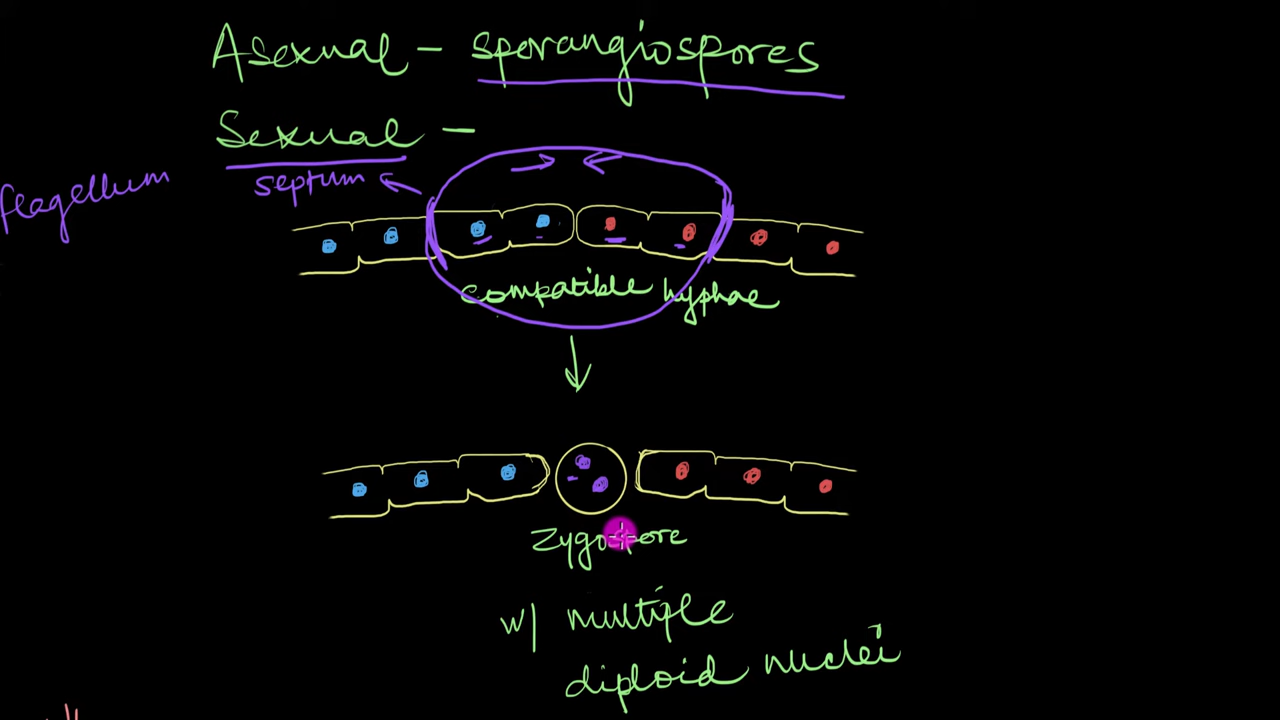 Asexual - sporangiospores
Sexual -
septum
flagellum
compatible hyphae
Zygospore
w/ multiple
diploid nuclei